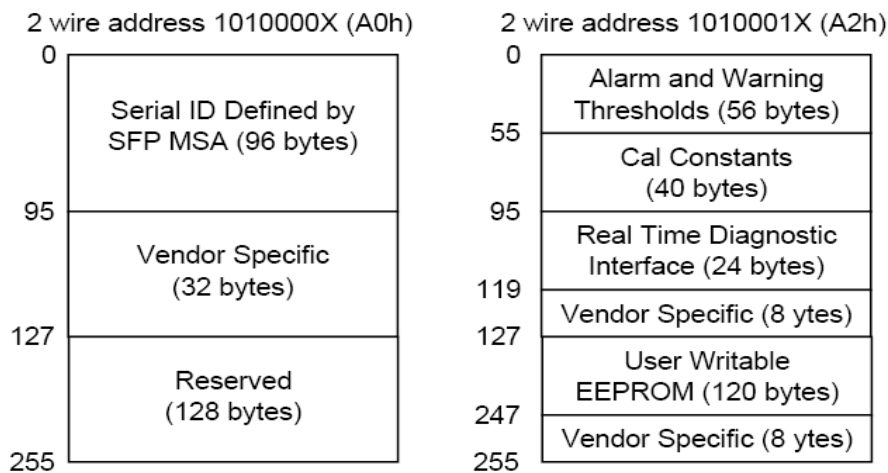 2 wire address 1010000X (A0h)
0
Serial ID Defined by
SFP MSA (96 bytes)
95
Vendor Specific
(32 bytes)
127
Reserved
(128 bytes)
255
2 wire address 1010001X (A2h)
0
Alarm and Warning
Thresholds (56 bytes)
55
Cal Constants
(40 bytes)
95
Real Time Diagnostic
Interface (24 bytes)
119
Vendor Specific (8 ytes)
127
User Writable
EEPROM (120 bytes)
247
Vendor Specific (8 ytes)
255